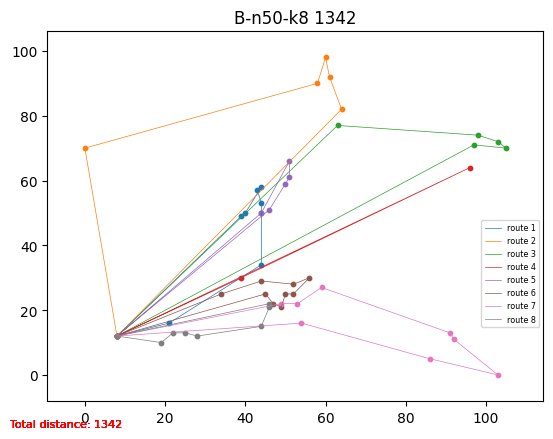 B-n50-k8 1342
100
80
60
40
20
0
0 20 40 60 80 100
route 1
route 2
route 3
route 4
route 5
route 6
route 7
route 8
Total distance: 1342